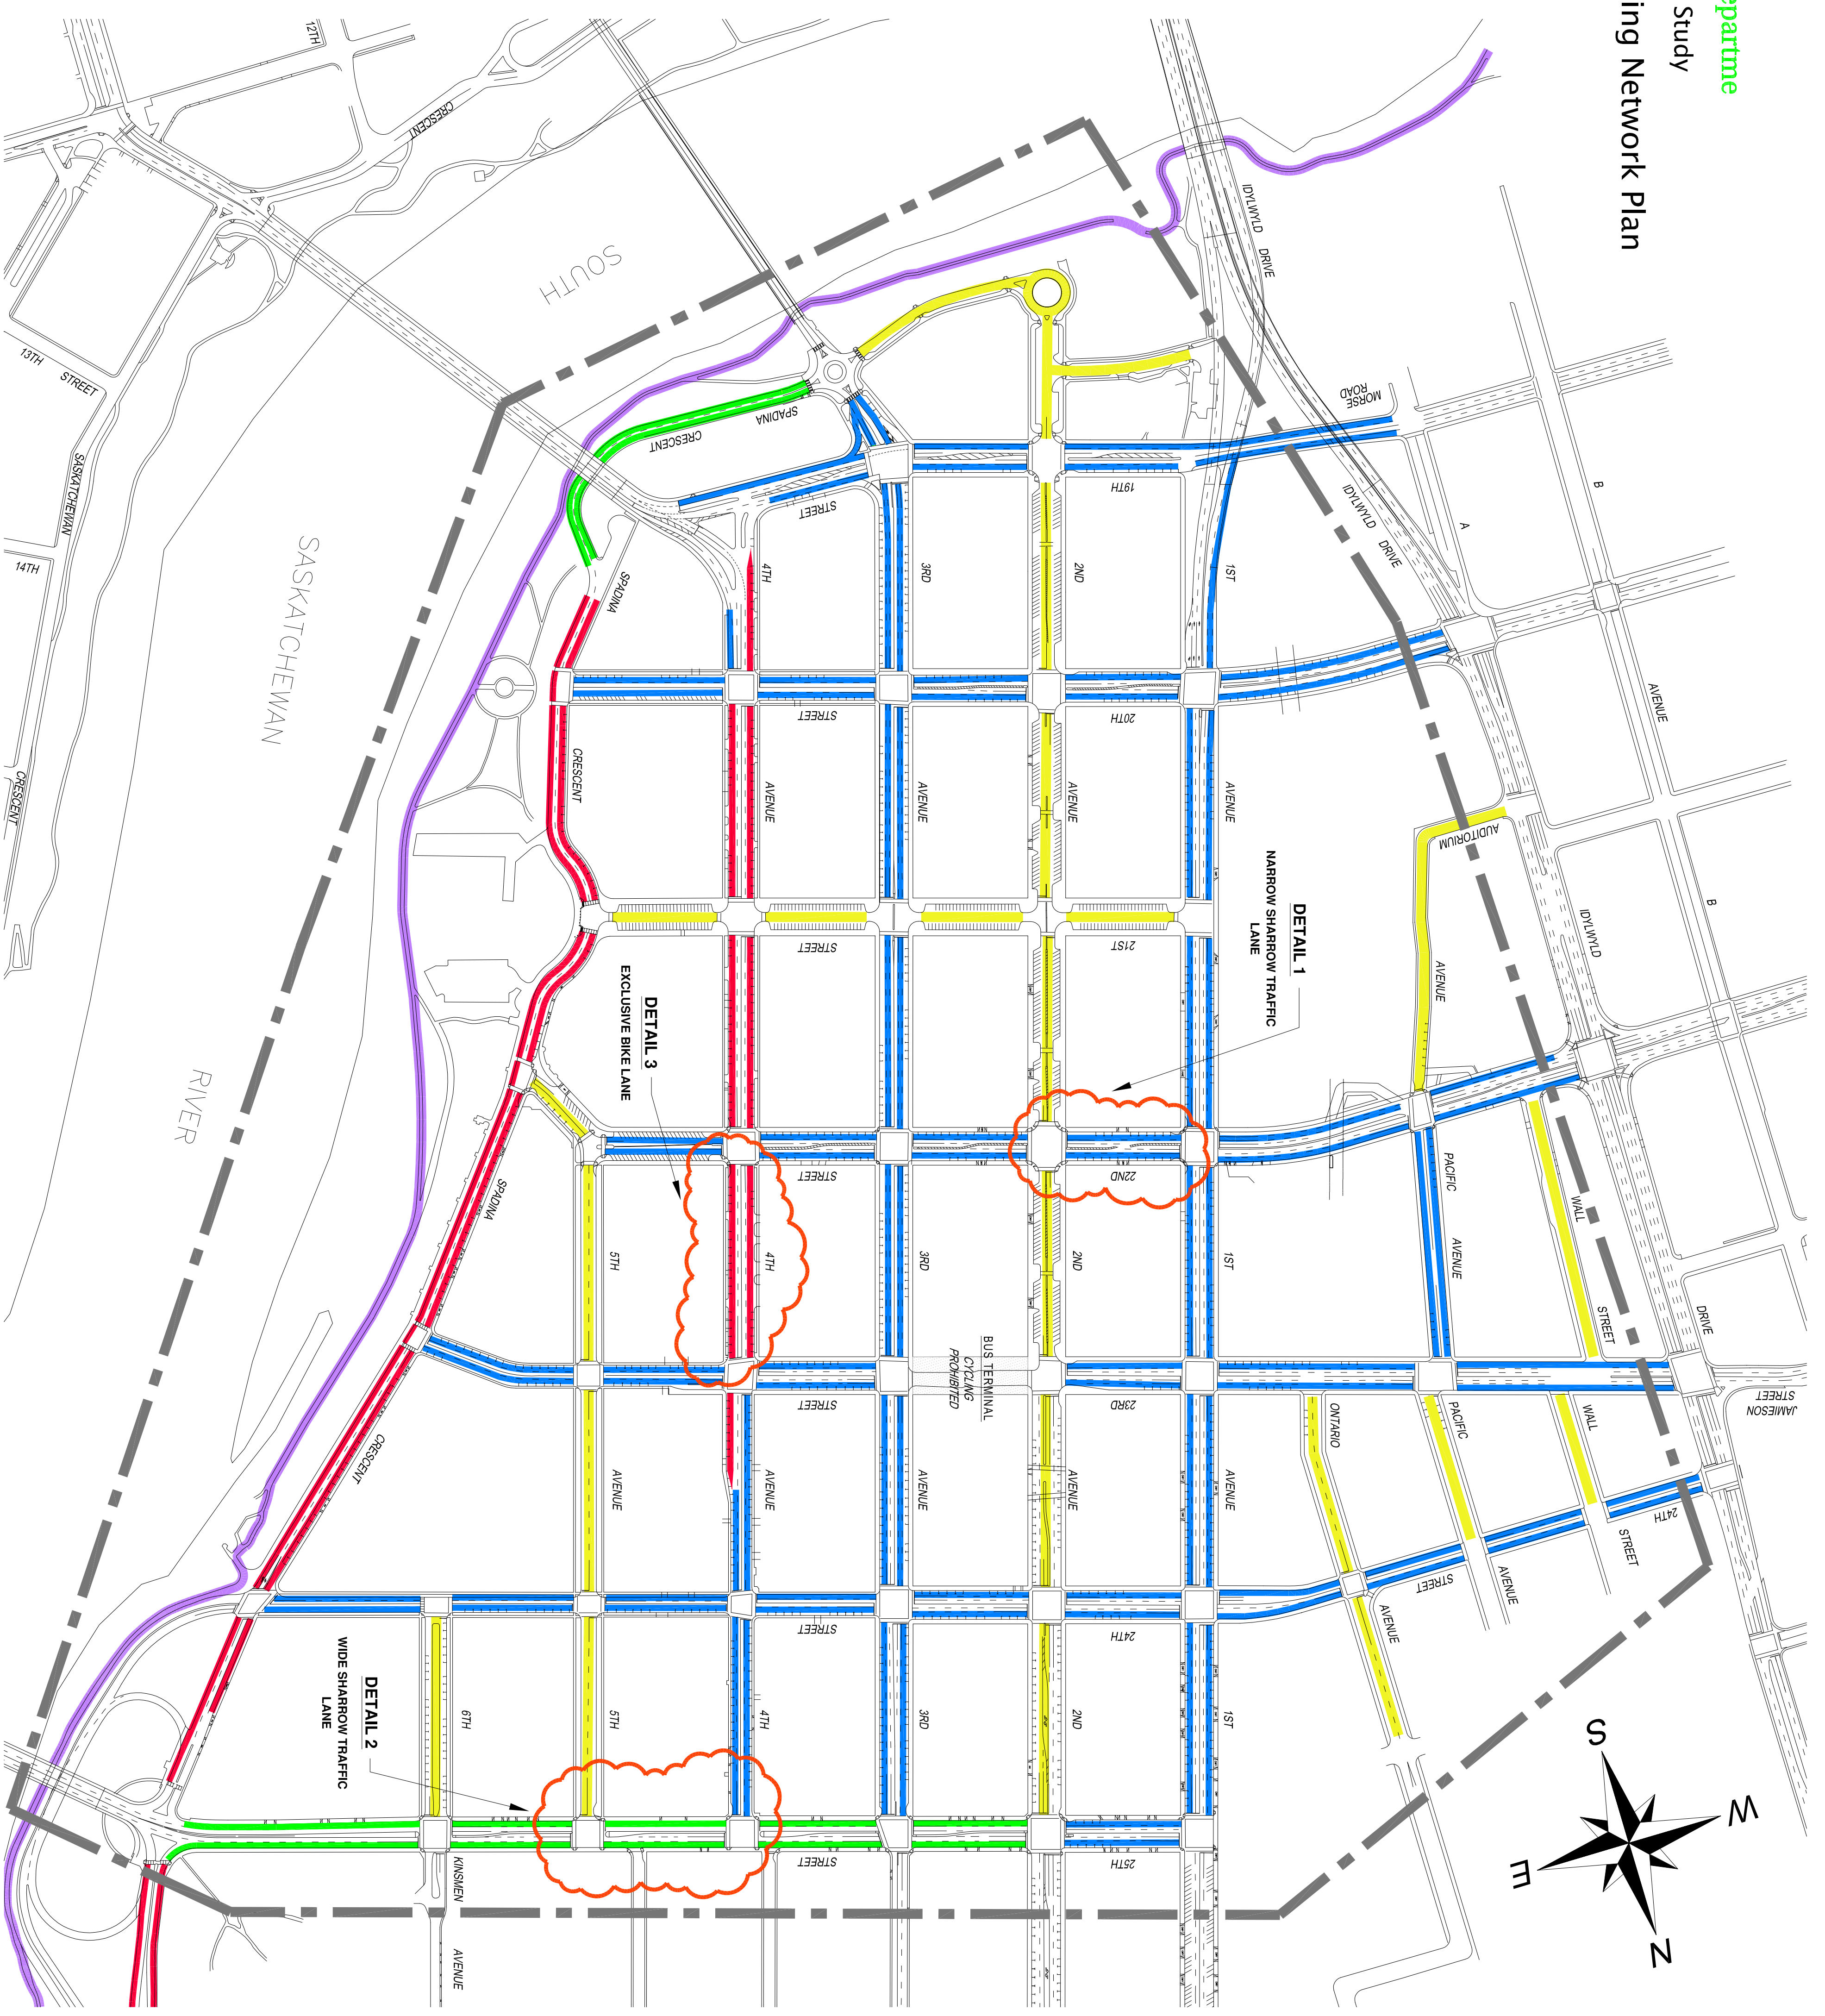 epartme
Study
ing Network Plan
12TH
CRESCENT
IDYLWYLD
DRIVE
SOUTH
MORSE
ROAD
B
A
IDYLWYLD
DRIVE
13TH
STREET
SPADINA
CRESCENT
SASKATCHEWAN
19TH
STREET
14TH
SASKATCHEWAN
SPADINA
4TH
3RD
2ND
1ST
AVENUE
STREET
20TH
CRESCENT
CRESCENT
AVENUE
AVENUE
AVENUE
AVENUE
AUDITORIUM
B
DETAIL 1
NARROW SHARROW TRAFFIC
LANE
IDYLWYLD
STREET
21ST
AVENUE
DETAIL 3
EXCLUSIVE BIKE LANE
RIVER
SPADINA
STREET
22ND
PACIFIC
WALL
5TH
4TH
3RD
2ND
1ST
AVENUE
STREET
DRIVE
BUS TERMINAL
CYCLING
PROHIBITED
JAMIESON
STREET
STREET
23RD
ONTARIO
PACIFIC
WALL
CRESCENT
AVENUE
AVENUE
AVENUE
AVENUE
AVENUE
24TH
STREET
STREET
AVENUE
AVENUE
STREET
24TH
DETAIL 2
WIDE SHARROW TRAFFIC
LANE
6TH
5TH
4TH
3RD
2ND
1ST
S
W
E
N
KINSMEN
STREET
25TH
AVENUE